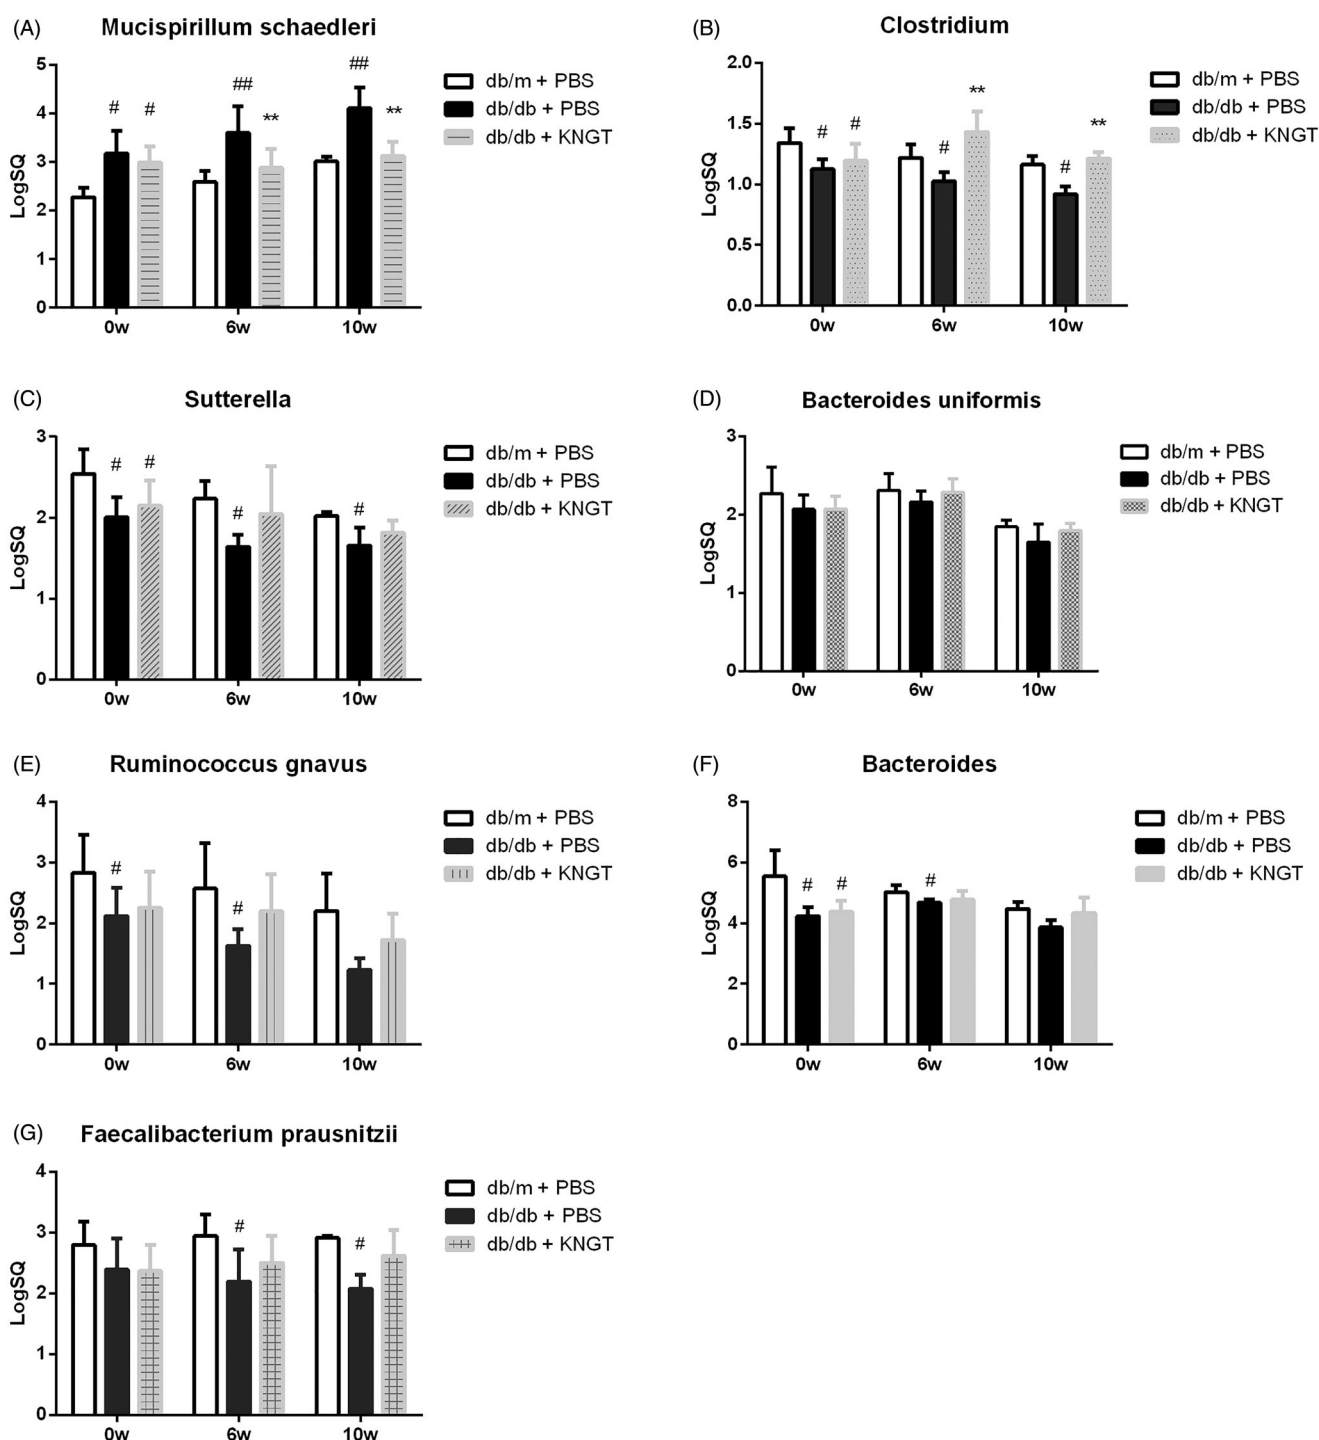 (A) Mucispirillum schaedleri
LogSQ
5
4
3
2
1
0
# # ## ** ## **
0w 6w 10w
db/m + PBS
db/db + PBS
db/db + KNGT
(B) Clostridium
LogSQ
2.0
1.5
1.0
0.5
0.0
# # # ** # **
0w 6w 10w
db/m + PBS
db/db + PBS
db/db + KNGT
(C) Sutterella
LogSQ
3
2
1
0
# # # #
0w 6w 10w
db/m + PBS
db/db + PBS
db/db + KNGT
(D) Bacteroides uniformis
LogSQ
3
2
1
0
0w 6w 10w
db/m + PBS
db/db + PBS
db/db + KNGT
(E) Ruminococcus gnavus
LogSQ
4
3
2
1
0
# #
0w 6w 10w
db/m + PBS
db/db + PBS
db/db + KNGT
(F) Bacteroides
LogSQ
8
6
4
2
0
# # #
0w 6w 10w
db/m + PBS
db/db + PBS
db/db + KNGT
(G) Faecalibacterium prausnitzii
LogSQ
4
3
2
1
0
# #
0w 6w 10w
db/m + PBS
db/db + PBS
db/db + KNGT